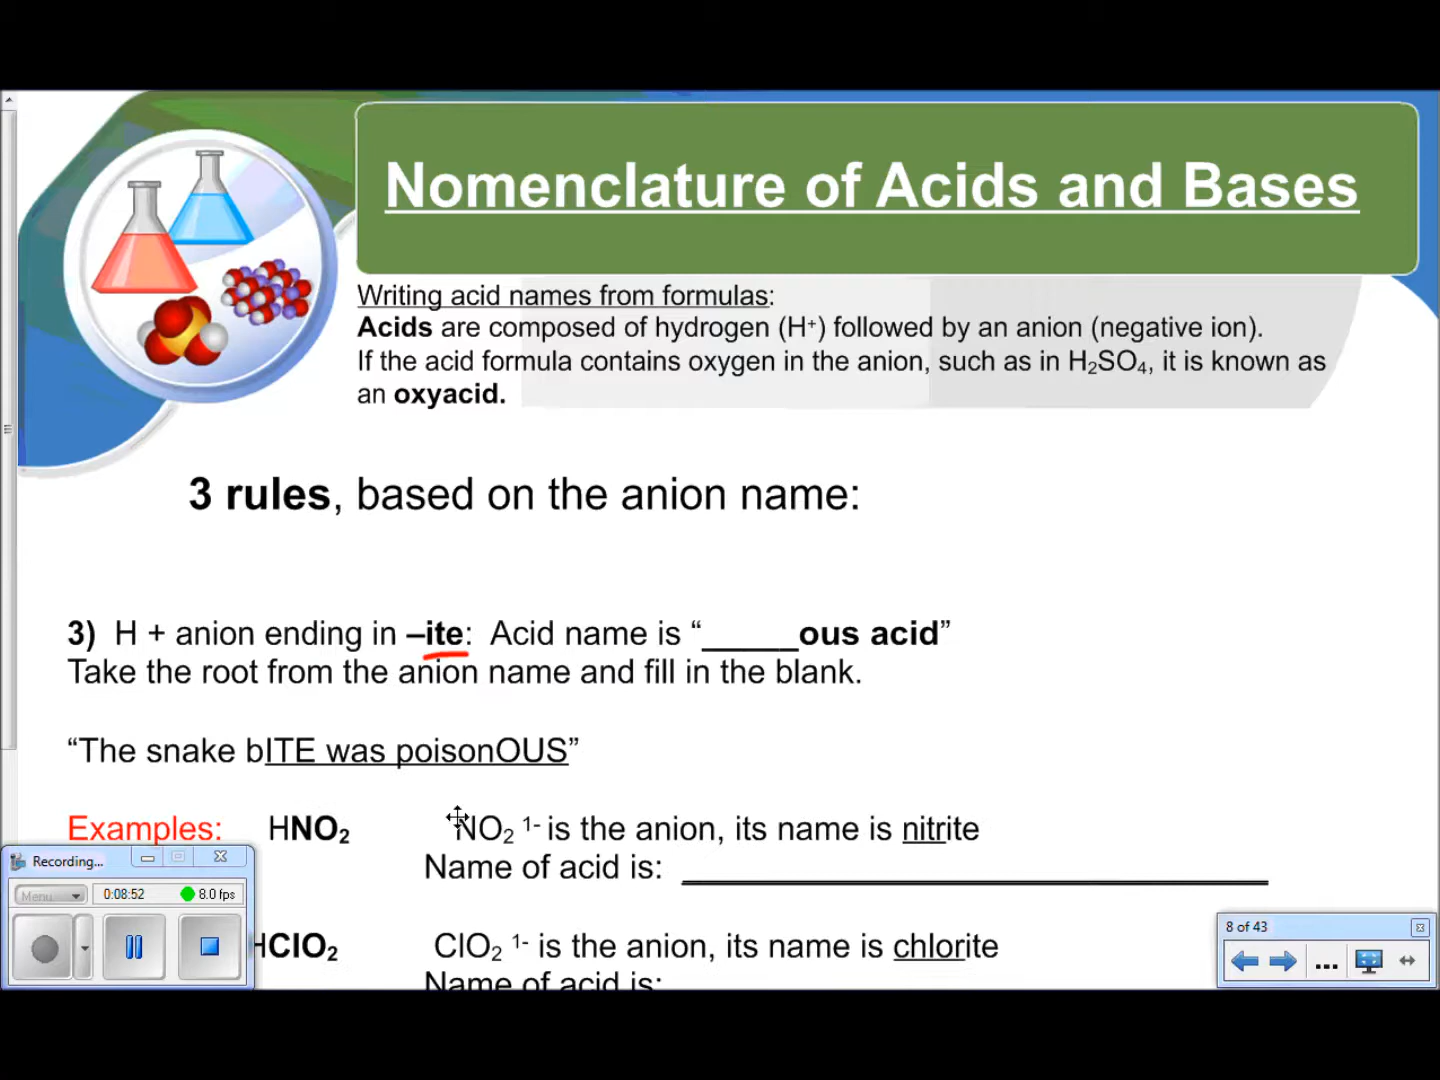 Nomenclature of Acids and Bases
Writing acid names from formulas:
Acids are composed of hydrogen (H⁺) followed by an anion (negative ion).
If the acid formula contains oxygen in the anion, such as in H₂SO₄, it is known as
an oxyacid.
3 rules, based on the anion name:
3) H + anion ending in –ite: Acid name is “_____ous acid”
Take the root from the anion name and fill in the blank.
“The snake bITE was poisonOUS”
Examples: HNO₂ NO₂ ¹⁻ is the anion, its name is nitrite
Name of acid is: ______________________________
HClO₂ ClO₂ ¹⁻ is the anion, its name is chlorite
Name of acid is:
Recording...
Menu 0:08:52 8.0 fps
8 of 43
...